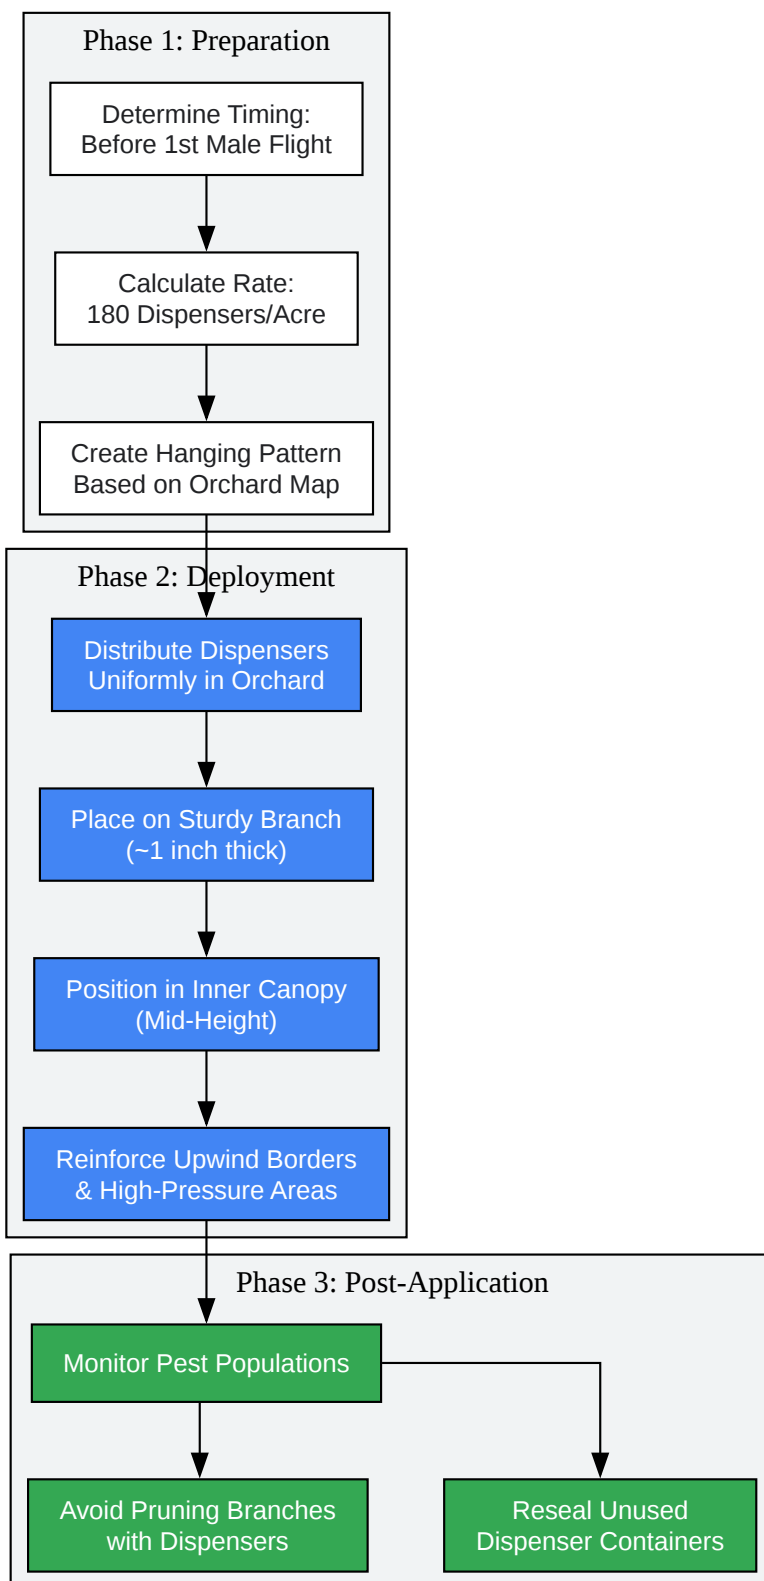 Phase 1: Preparation
Determine Timing:
Before 1st Male Flight
Calculate Rate:
180 Dispensers/Acre
Create Hanging Pattern
Based on Orchard Map
Phase 2: Deployment
Distribute Dispensers
Uniformly in Orchard
Place on Sturdy Branch
(~1 inch thick)
Position in Inner Canopy
(Mid-Height)
Reinforce Upwind Borders
& High-Pressure Areas
Phase 3: Post-Application
Monitor Pest Populations
Avoid Pruning Branches
with Dispensers
Reseal Unused
Dispenser Containers